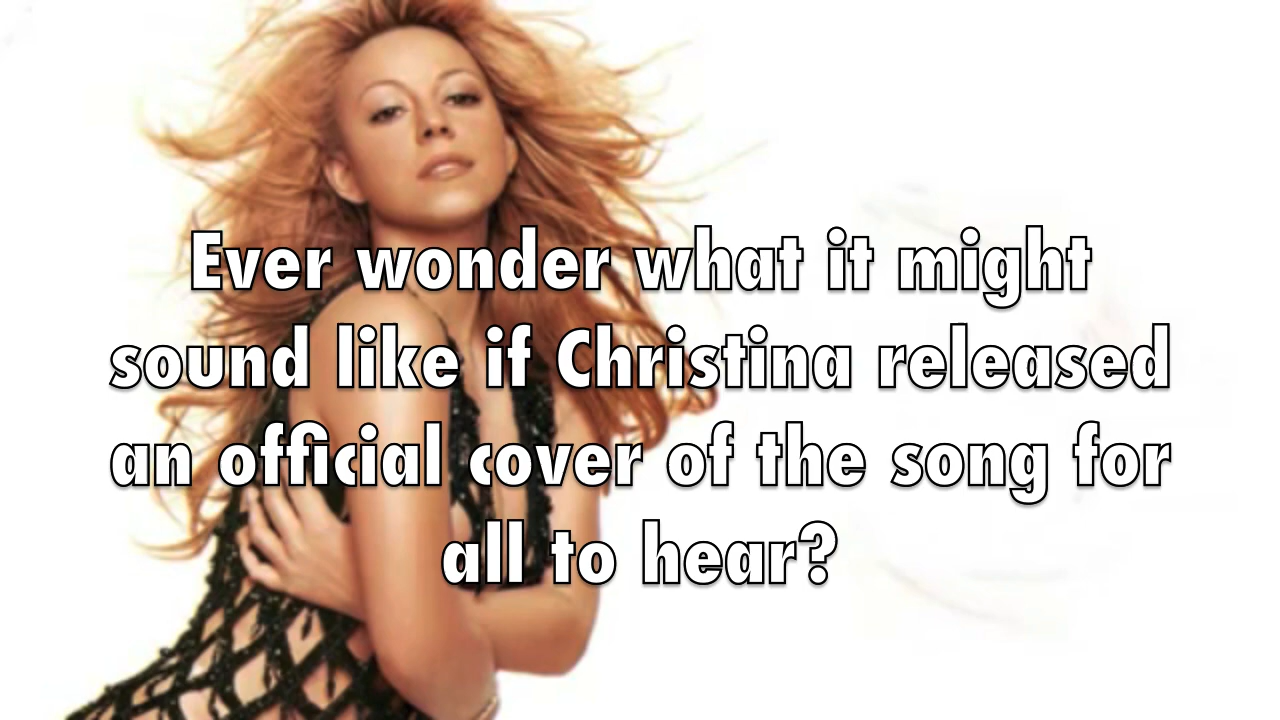 Ever wonder what it might
sound like if Christina released
an official cover of the song for
all to hear?